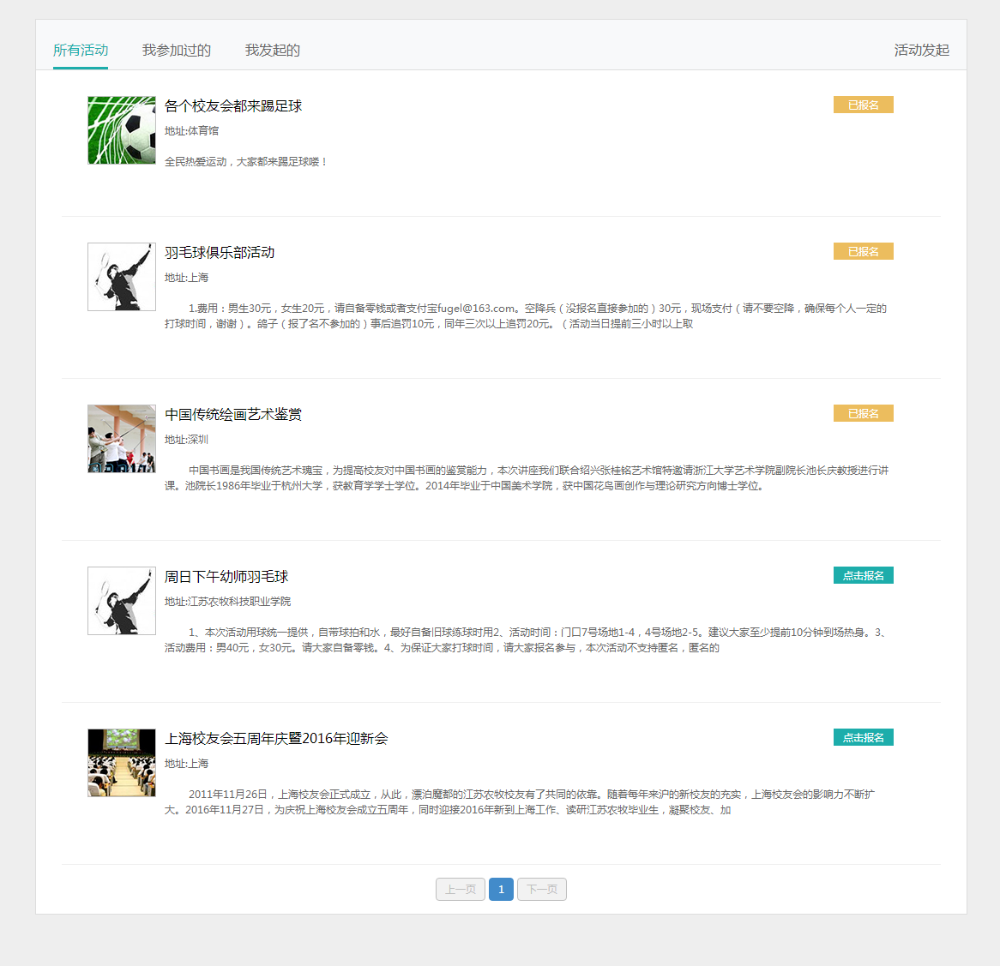 所有活动 我参加过的 我发起的 活动发起
各个校友会都来踢足球 已报名
地址:体育馆
全民热爱运动，大家都来踢足球喽！
羽毛球俱乐部活动 已报名
地址:上海
1.费用：男生30元，女生20元，请自备零钱或者支付宝fugel@163.com。空降兵（没报名直接参加的）30元，现场支付（请不要空降，确保每个人一定的
打球时间，谢谢）。鸽子（报了名不参加的）事后追罚10元，同年三次以上追罚20元。（活动当日提前三小时以上取
中国传统绘画艺术鉴赏 已报名
地址:深圳
中国书画是我国传统艺术瑰宝，为提高校友对中国书画的鉴赏能力，本次讲座我们联合绍兴张桂铭艺术馆特邀请浙江大学艺术学院副院长池长庆教授进行讲
课。池院长1986年毕业于杭州大学，获教育学学士学位。2014年毕业于中国美术学院，获中国花鸟画创作与理论研究方向博士学位。
周日下午幼师羽毛球 点击报名
地址:江苏农牧科技职业学院
1、本次活动用球统一提供，自带球拍和水，最好自备旧球练球时用2、活动时间：门口7号场地1-4，4号场地2-5。建议大家至少提前10分钟到场热身。3、
活动费用：男40元，女30元。请大家自备零钱。4、为保证大家打球时间，请大家报名参与，本次活动不支持匿名，匿名的
上海校友会五周年庆暨2016年迎新会 点击报名
地址:上海
2011年11月26日，上海校友会正式成立，从此，漂泊魔都的江苏农牧校友有了共同的依靠。随着每年来沪的新校友的充实，上海校友会的影响力不断扩
大。2016年11月27日，为庆祝上海校友会成立五周年，同时迎接2016年新到上海工作、读研江苏农牧毕业生，凝聚校友、加
上一页 1 下一页